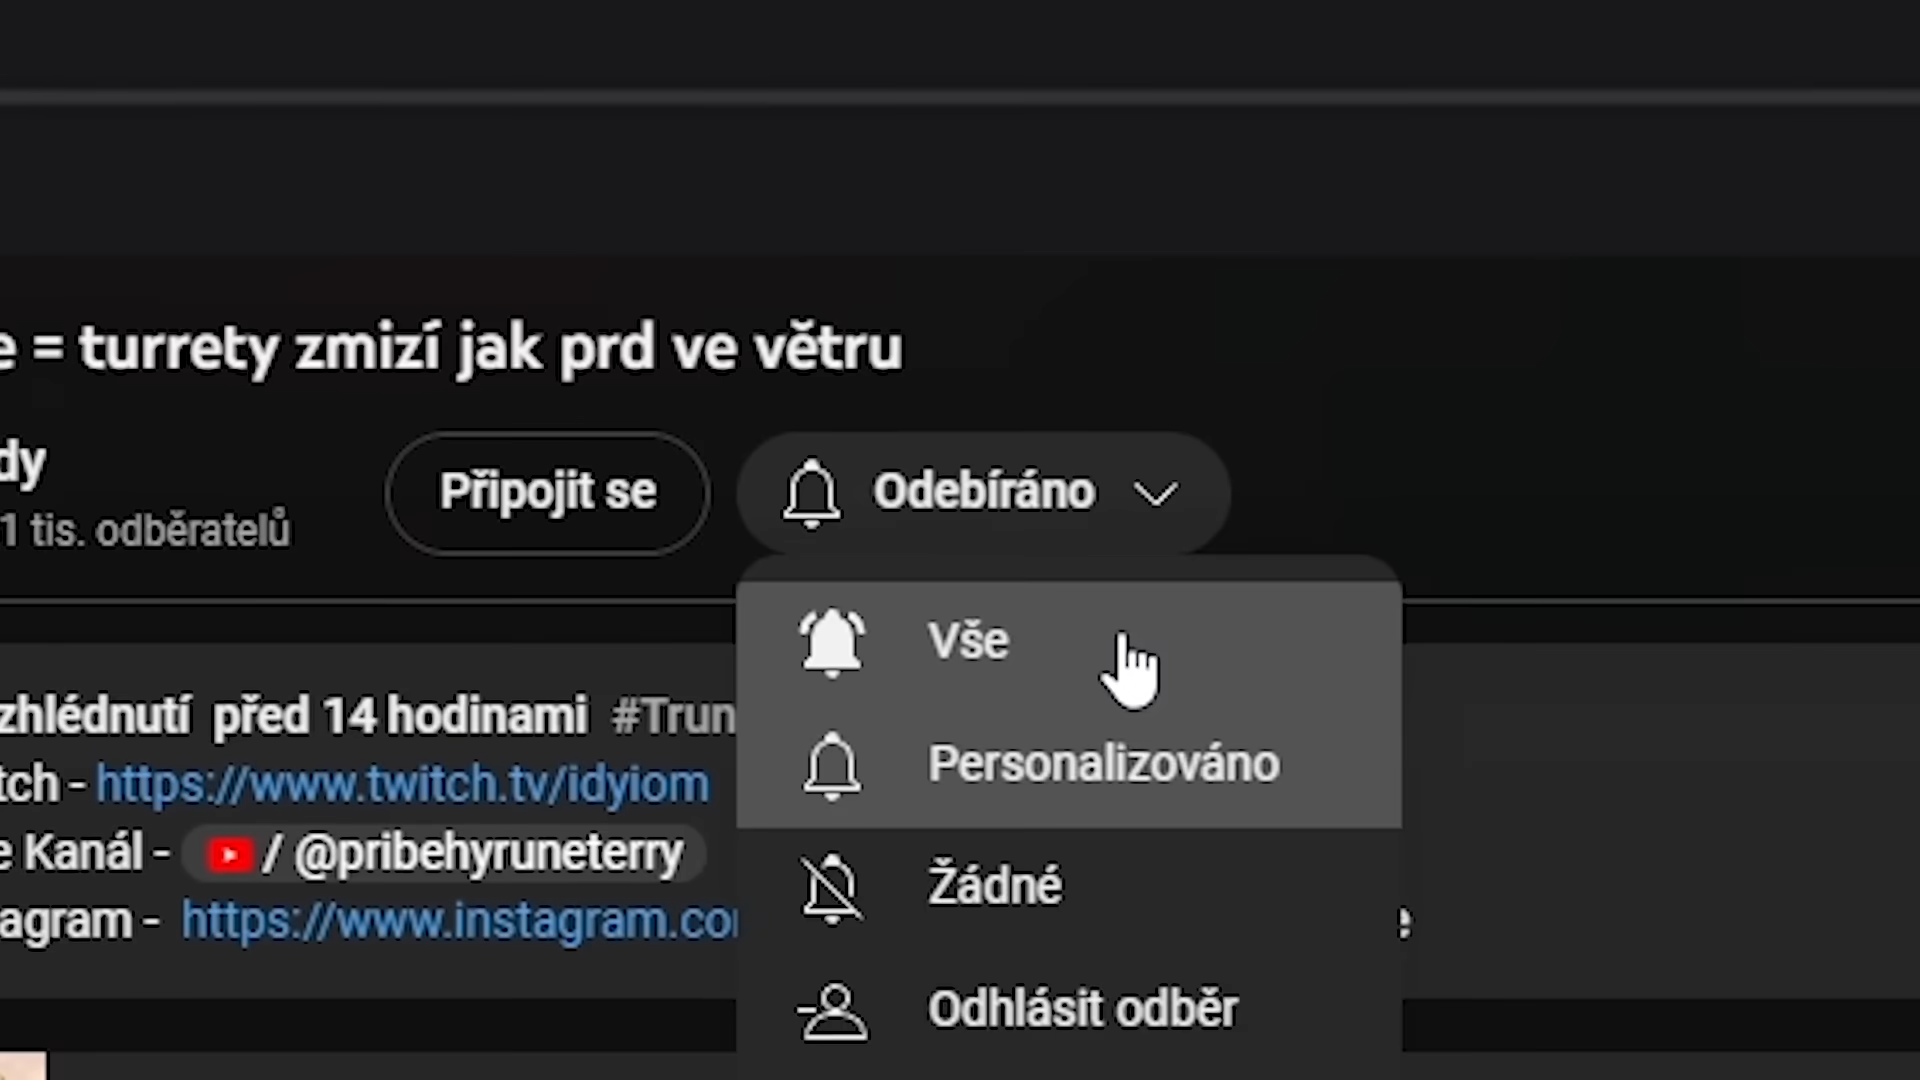 e = turrety zmizí jak prd ve větru
dy
Připojit se
Odebíráno
1 tis. odběratelů
Vše
Personalizováno
Žádné
Odhlásit odběr
zhlédnutí před 14 hodinami #Trun
tch - https://www.twitch.tv/idyiom
e Kanál - / @pribehyruneterry
agram - https://www.instagram.co
e